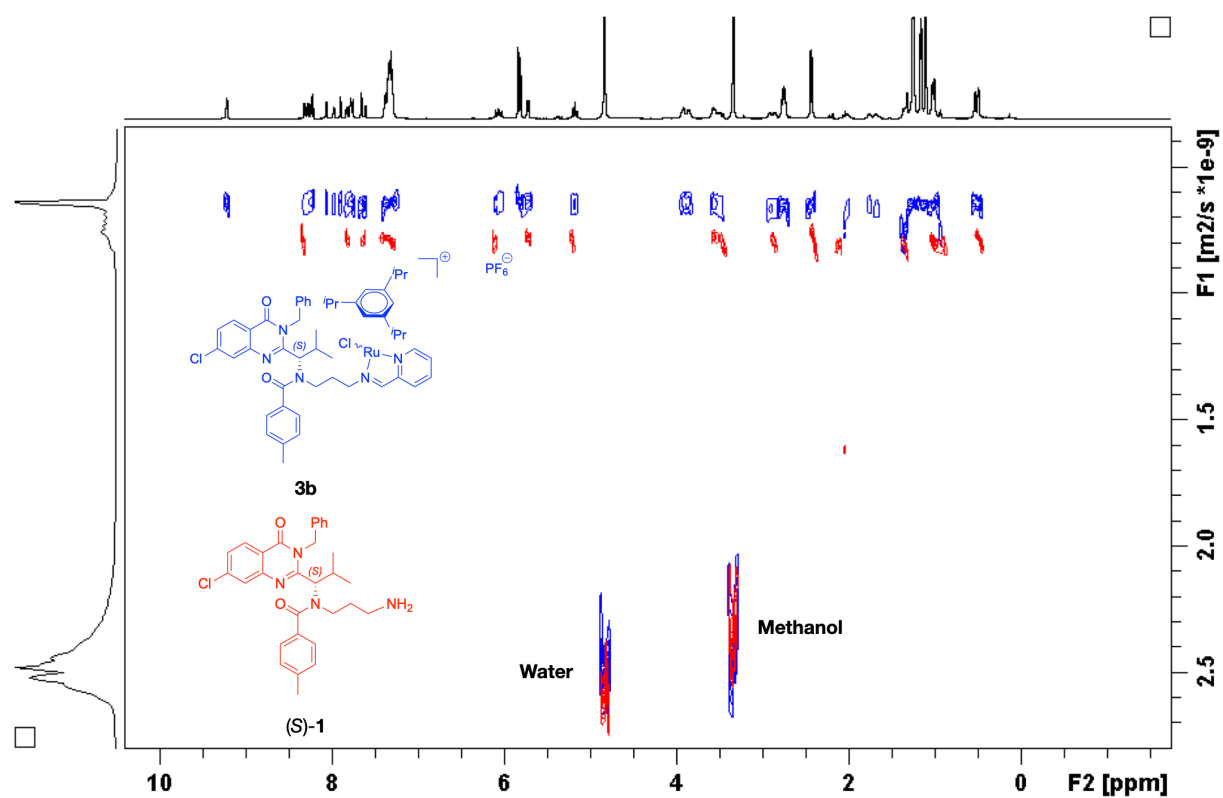 F1 [m2/s *1e-9]
1.5
2.0
2.5
iPr
⊕
PF6 ⊖
iPr
iPr
O
Ph
N
(S)
Cl
N
Cl
Ru
N
O
N
N
3b
O
Ph
N
(S)
Cl
N
O
N
NH2
(S)-1
Methanol
Water
10
8
6
4
2
0
F2 [ppm]